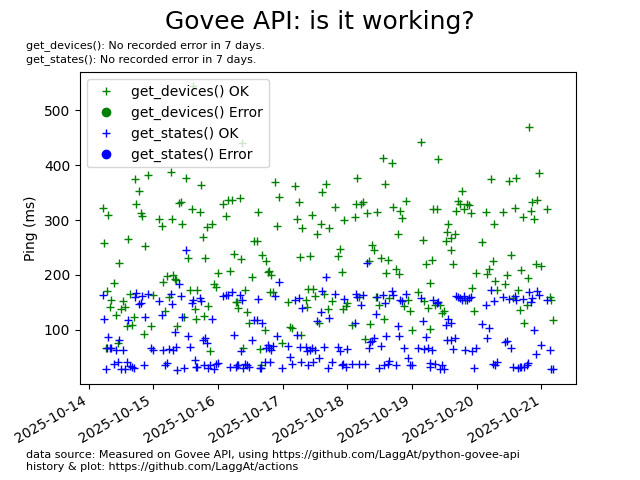 Govee API: is it working?
get_devices(): No recorded error in 7 days.
get_states(): No recorded error in 7 days.
get_devices() OK
get_devices() Error
get_states() OK
get_states() Error
Ping (ms)
500
400
300
200
100
2025-10-14
2025-10-15
2025-10-16
2025-10-17
2025-10-18
2025-10-19
2025-10-20
2025-10-21
data source: Measured on Govee API, using https://github.com/LaggAt/python-govee-api
history & plot: https://github.com/LaggAt/actions